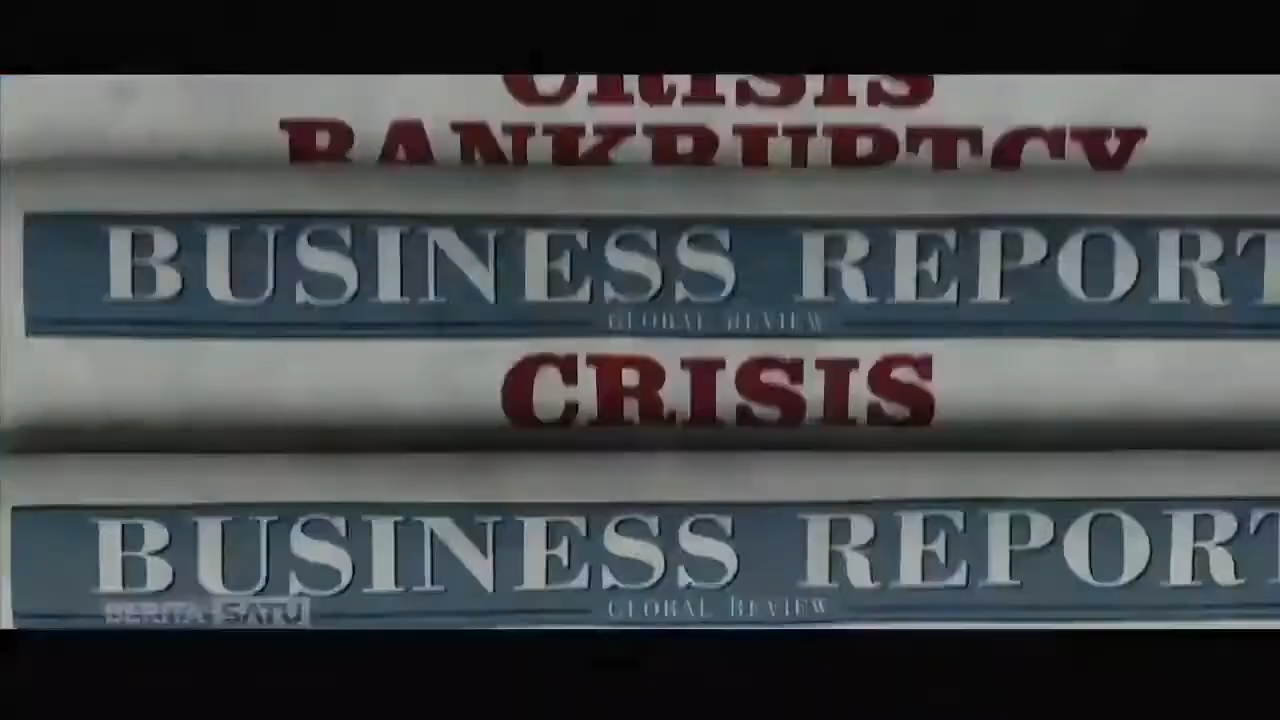 CRISIS
BANKRUPTCY
BUSINESS REPORT
GLOBAL REVIEW
CRISIS
BUSINESS REPORT
GLOBAL REVIEW
BERITA SATU